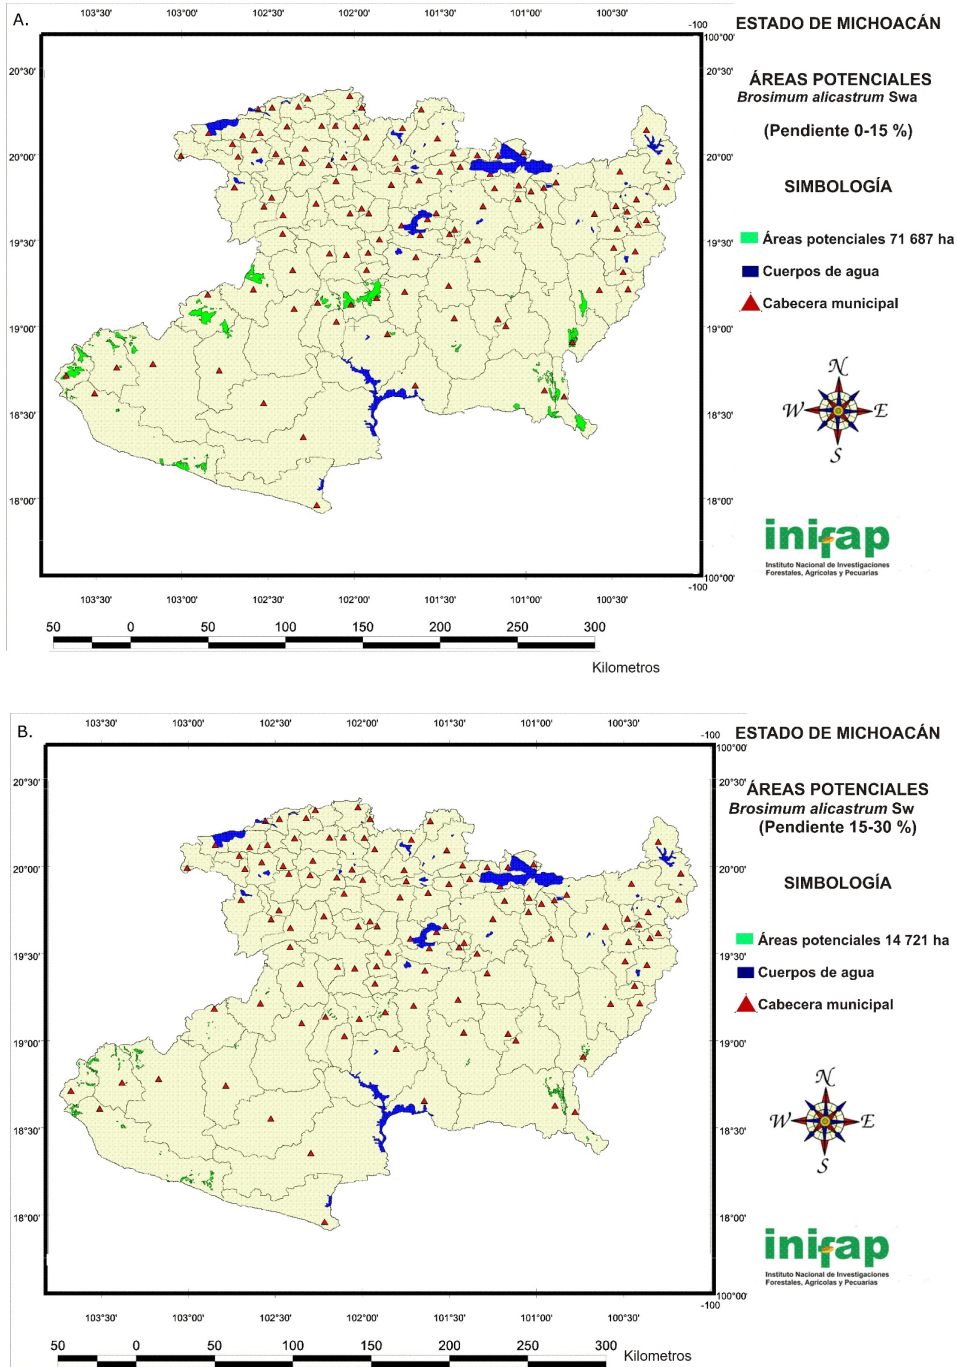 A.
103°30' 103°00' 102°30' 102°00' 101°30' 101°00' 100°30' -100
100°00'
20°30' 20°30'
20°00' 20°00'
19°30' 19°30'
19°00' 19°00'
18°30' 18°30'
18°00' 18°00'
100°00'
103°30' 103°00' 102°30' 102°00' 101°30' 101°00' 100°30' -100
50 0 50 100 150 200 250 300
Kilometros
ESTADO DE MICHOACÁN
ÁREAS POTENCIALES
Brosimum alicastrum Swa
(Pendiente 0-15 %)
SIMBOLOGÍA
Áreas potenciales 71 687 ha
Cuerpos de agua
Cabecera municipal
N
W E
S
inifap
Instituto Nacional de Investigaciones
Forestales, Agrícolas y Pecuarias
B.
103°30' 103°00' 102°30' 102°00' 101°30' 101°00' 100°30' -100
100°00'
20°30' 20°30'
20°00' 20°00'
19°30' 19°30'
19°00' 19°00'
18°30' 18°30'
18°00' 18°00'
100°00'
103°30' 103°00' 102°30' 102°00' 101°30' 101°00' 100°30' -100
50 0 50 100 150 200 250 300
Kilometros
ESTADO DE MICHOACÁN
ÁREAS POTENCIALES
Brosimum alicastrum Sw
(Pendiente 15-30 %)
SIMBOLOGÍA
Áreas potenciales 14 721 ha
Cuerpos de agua
Cabecera municipal
N
W E
S
inifap
Instituto Nacional de Investigaciones
Forestales, Agrícolas y Pecuarias